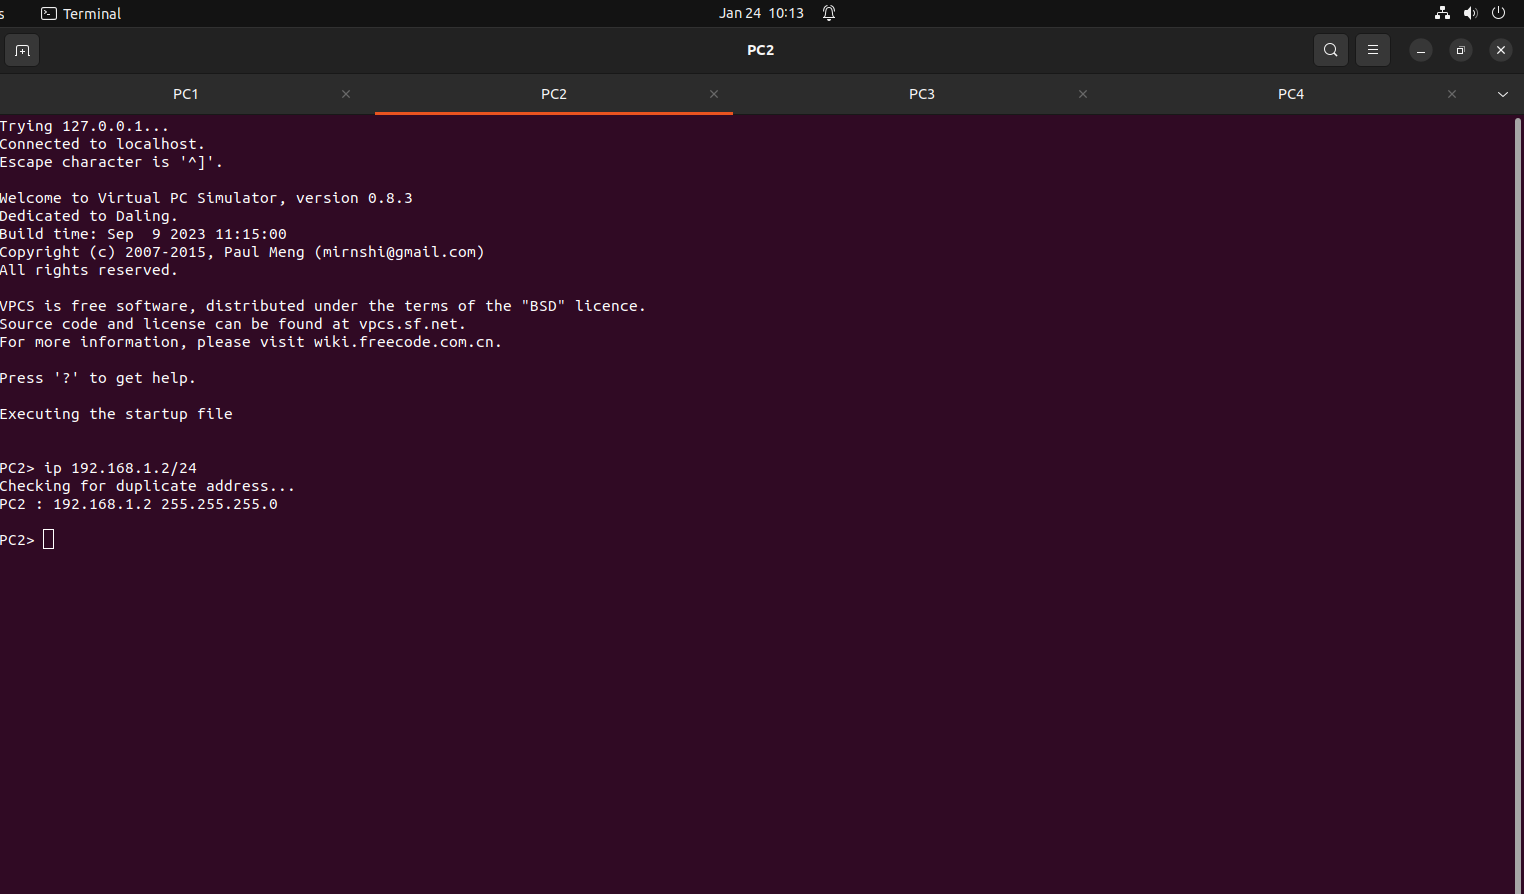 s Terminal Jan 24 10:13
PC2
PC1 PC2 PC3 PC4
Trying 127.0.0.1...
Connected to localhost.
Escape character is '^]'.
Welcome to Virtual PC Simulator, version 0.8.3
Dedicated to Daling.
Build time: Sep  9 2023 11:15:00
Copyright (c) 2007-2015, Paul Meng (mirnshi@gmail.com)
All rights reserved.
VPCS is free software, distributed under the terms of the "BSD" licence.
Source code and license can be found at vpcs.sf.net.
For more information, please visit wiki.freecode.com.cn.
Press '?' to get help.
Executing the startup file
PC2> ip 192.168.1.2/24
Checking for duplicate address...
PC2 : 192.168.1.2 255.255.255.0
PC2>